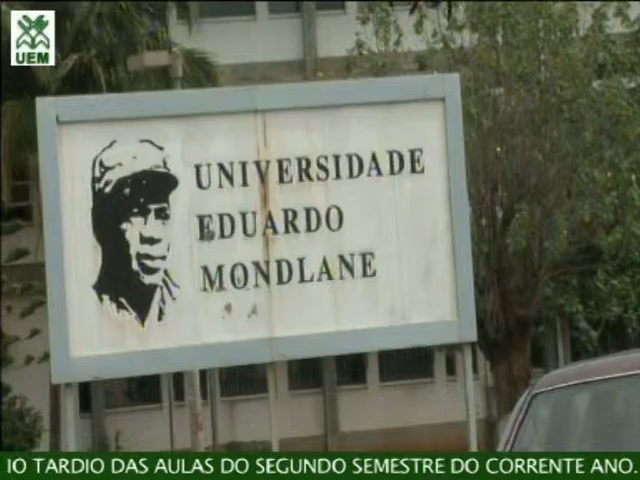 UEM
UNIVERSIDADE
EDUARDO
MONDLANE
IO TARDIO DAS AULAS DO SEGUNDO SEMESTRE DO CORRENTE ANO.